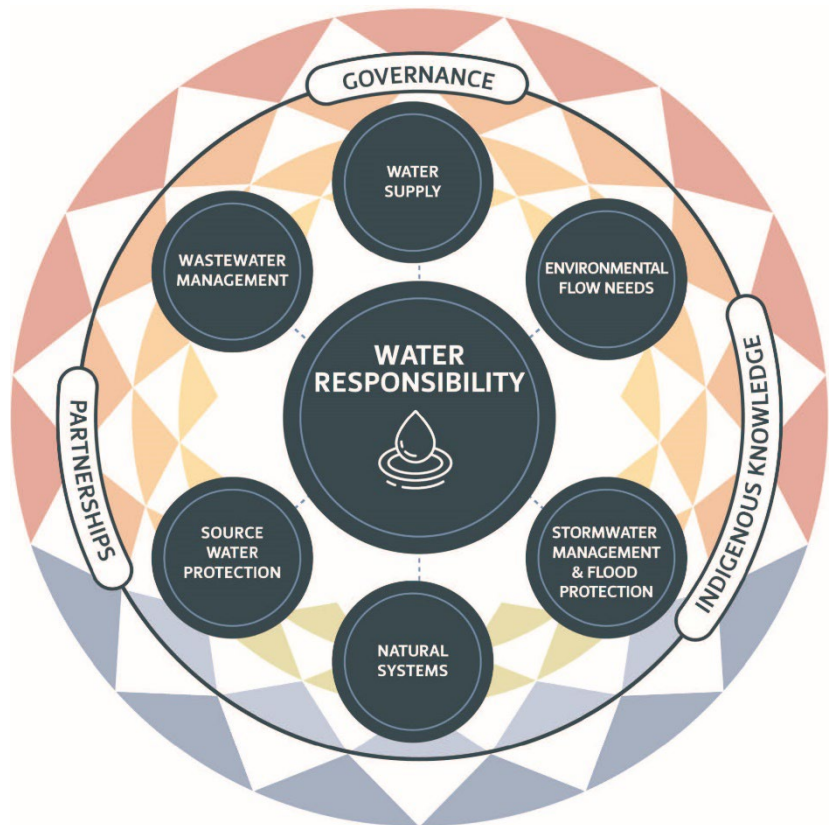 GOVERNANCE
WATER
SUPPLY
WASTEWATER
MANAGEMENT
ENVIRONMENTAL
FLOW NEEDS
WATER
RESPONSIBILITY
PARTNERSHIPS
INDIGENOUS KNOWLEDGE
SOURCE
WATER
PROTECTION
STORMWATER
MANAGEMENT
& FLOOD
PROTECTION
NATURAL
SYSTEMS